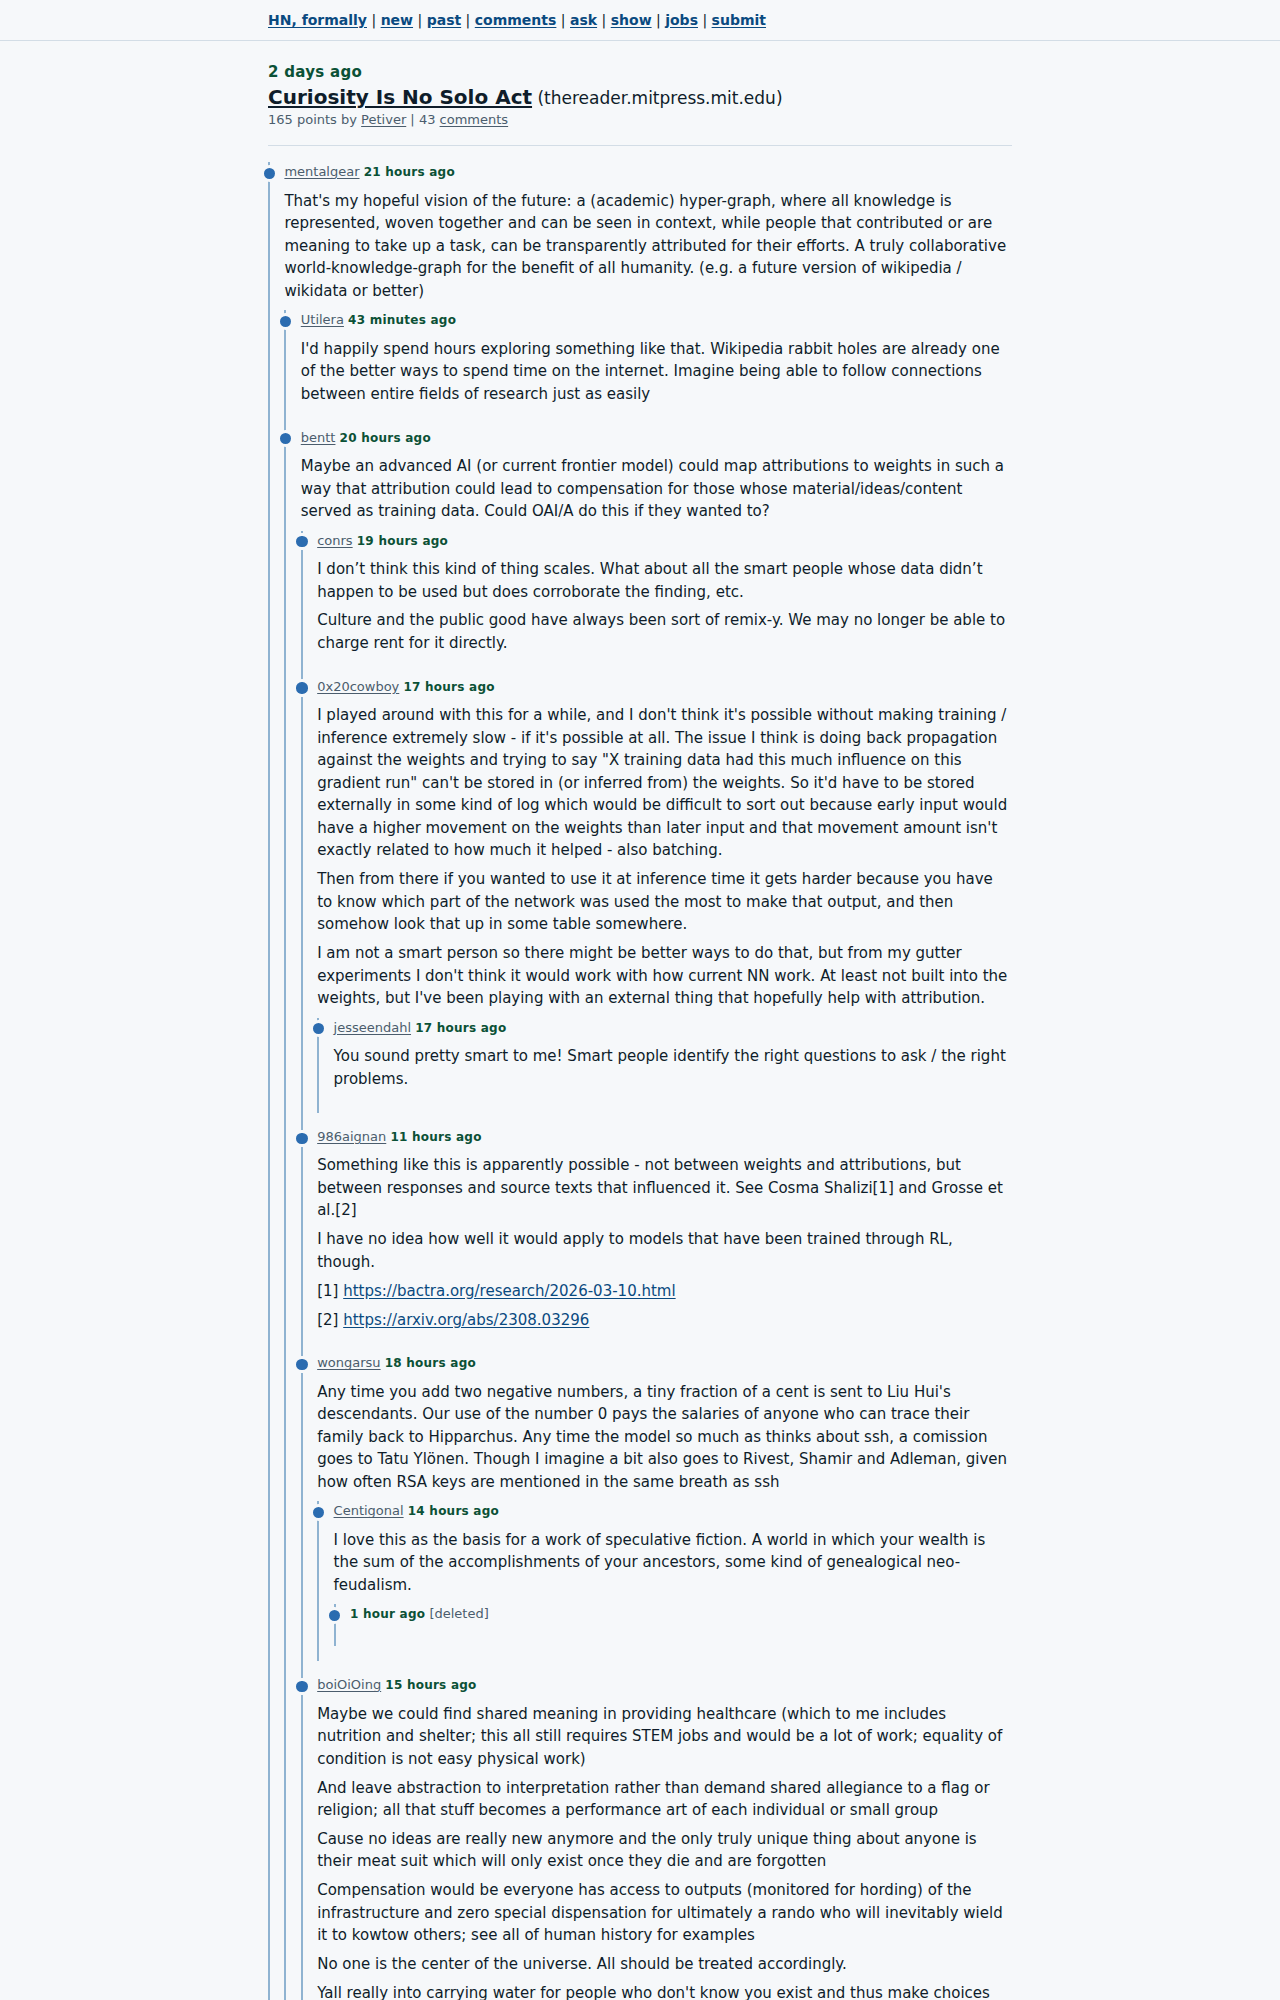 HN, formally | new | past | comments | ask | show | jobs | submit
2 days ago
Curiosity Is No Solo Act (thereader.mitpress.mit.edu)
165 points by Petiver | 43 comments
mentalgear 21 hours ago
That's my hopeful vision of the future: a (academic) hyper-graph, where all knowledge is
represented, woven together and can be seen in context, while people that contributed or are
meaning to take up a task, can be transparently attributed for their efforts. A truly collaborative
world-knowledge-graph for the benefit of all humanity. (e.g. a future version of wikipedia /
wikidata or better)
Utilera 43 minutes ago
I'd happily spend hours exploring something like that. Wikipedia rabbit holes are already one
of the better ways to spend time on the internet. Imagine being able to follow connections
between entire fields of research just as easily
bentt 20 hours ago
Maybe an advanced AI (or current frontier model) could map attributions to weights in such a
way that attribution could lead to compensation for those whose material/ideas/content
served as training data. Could OAI/A do this if they wanted to?
conrs 19 hours ago
I don’t think this kind of thing scales. What about all the smart people whose data didn’t
happen to be used but does corroborate the finding, etc.
Culture and the public good have always been sort of remix-y. We may no longer be able to
charge rent for it directly.
0x20cowboy 17 hours ago
I played around with this for a while, and I don't think it's possible without making training /
inference extremely slow - if it's possible at all. The issue I think is doing back propagation
against the weights and trying to say "X training data had this much influence on this
gradient run" can't be stored in (or inferred from) the weights. So it'd have to be stored
externally in some kind of log which would be difficult to sort out because early input would
have a higher movement on the weights than later input and that movement amount isn't
exactly related to how much it helped - also batching.
Then from there if you wanted to use it at inference time it gets harder because you have
to know which part of the network was used the most to make that output, and then
somehow look that up in some table somewhere.
I am not a smart person so there might be better ways to do that, but from my gutter
experiments I don't think it would work with how current NN work. At least not built into the
weights, but I've been playing with an external thing that hopefully help with attribution.
jesseendahl 17 hours ago
You sound pretty smart to me! Smart people identify the right questions to ask / the right
problems.
986aignan 11 hours ago
Something like this is apparently possible - not between weights and attributions, but
between responses and source texts that influenced it. See Cosma Shalizi[1] and Grosse et
al.[2]
I have no idea how well it would apply to models that have been trained through RL,
though.
[1] https://bactra.org/research/2026-03-10.html
[2] https://arxiv.org/abs/2308.03296
wongarsu 18 hours ago
Any time you add two negative numbers, a tiny fraction of a cent is sent to Liu Hui's
descendants. Our use of the number 0 pays the salaries of anyone who can trace their
family back to Hipparchus. Any time the model so much as thinks about ssh, a comission
goes to Tatu Ylönen. Though I imagine a bit also goes to Rivest, Shamir and Adleman, given
how often RSA keys are mentioned in the same breath as ssh
Centigonal 14 hours ago
I love this as the basis for a work of speculative fiction. A world in which your wealth is
the sum of the accomplishments of your ancestors, some kind of genealogical neo-
feudalism.
1 hour ago [deleted]
boiOiOing 15 hours ago
Maybe we could find shared meaning in providing healthcare (which to me includes
nutrition and shelter; this all still requires STEM jobs and would be a lot of work; equality of
condition is not easy physical work)
And leave abstraction to interpretation rather than demand shared allegiance to a flag or
religion; all that stuff becomes a performance art of each individual or small group
Cause no ideas are really new anymore and the only truly unique thing about anyone is
their meat suit which will only exist once they die and are forgotten
Compensation would be everyone has access to outputs (monitored for hording) of the
infrastructure and zero special dispensation for ultimately a rando who will inevitably wield
it to kowtow others; see all of human history for examples
No one is the center of the universe. All should be treated accordingly.
Yall really into carrying water for people who don't know you exist and thus make choices